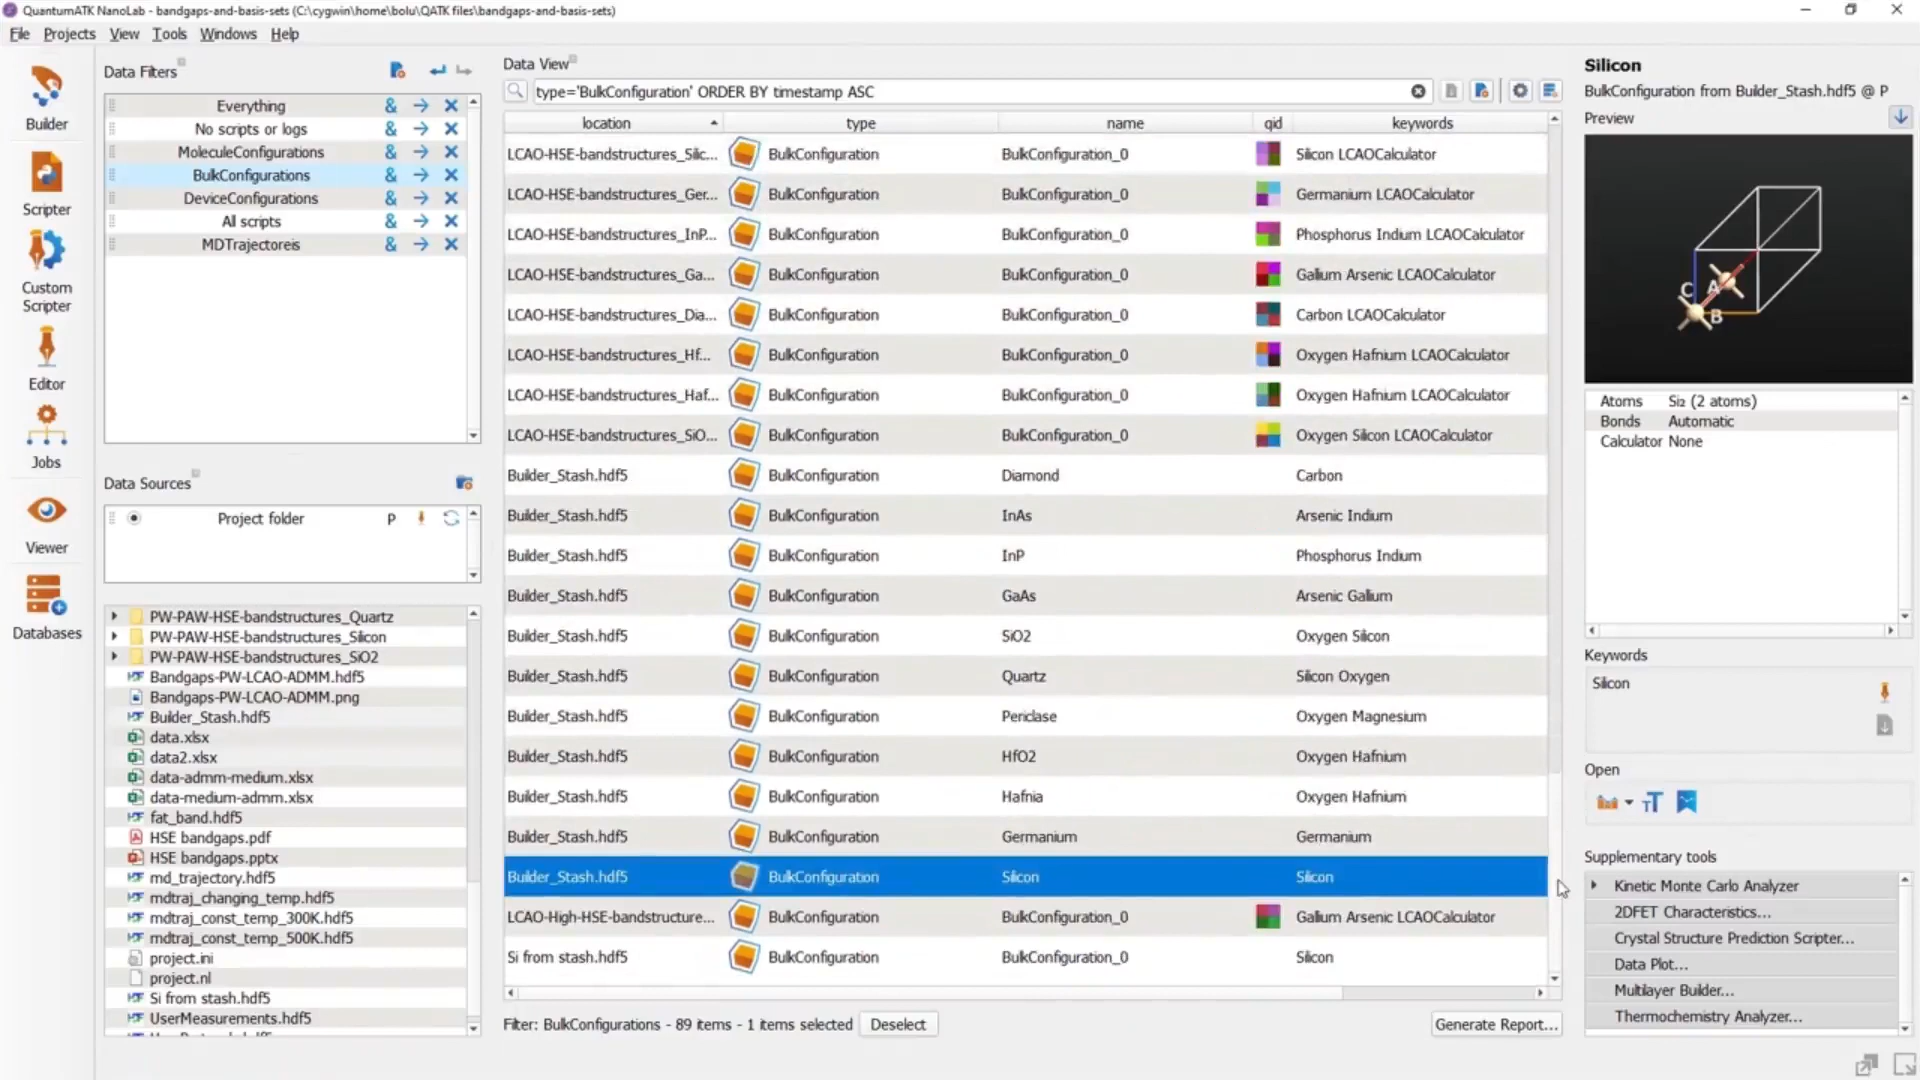 QuantumATK NanoLab - bandgaps-and-basis-sets (C:\cygwin\home\bolu\QATK files\bandgaps-and-basis-sets)
File Projects View Tools Windows Help
Builder
Scripter
Custom
Scripter
Editor
Jobs
Viewer
Databases
Data Filters
Everything &
No scripts or logs &
MoleculeConfigurations &
BulkConfigurations &
DeviceConfigurations &
All scripts &
MDTrajectoreis &
Data Sources
Project folder P
PW-PAW-HSE-bandstructures_Quartz
PW-PAW-HSE-bandstructures_Silicon
PW-PAW-HSE-bandstructures_SiO2
Bandgaps-PW-LCAO-ADMM.hdf5
Bandgaps-PW-LCAO-ADMM.png
Builder_Stash.hdf5
data.xlsx
data2.xlsx
data-admm-medium.xlsx
data-medium-admm.xlsx
fat_band.hdf5
HSE bandgaps.pdf
HSE bandgaps.pptx
md_trajectory.hdf5
mdtraj_changing_temp.hdf5
mdtraj_const_temp_300K.hdf5
mdtraj_const_temp_500K.hdf5
project.ini
project.nl
Si from stash.hdf5
UserMeasurements.hdf5
Data View
type='BulkConfiguration' ORDER BY timestamp ASC
location type name qid keywords
LCAO-HSE-bandstructures_Silic... BulkConfiguration BulkConfiguration_0 Silicon LCAOCalculator
LCAO-HSE-bandstructures_Ger... BulkConfiguration BulkConfiguration_0 Germanium LCAOCalculator
LCAO-HSE-bandstructures_InP... BulkConfiguration BulkConfiguration_0 Phosphorus Indium LCAOCalculator
LCAO-HSE-bandstructures_Ga... BulkConfiguration BulkConfiguration_0 Gallium Arsenic LCAOCalculator
LCAO-HSE-bandstructures_Dia... BulkConfiguration BulkConfiguration_0 Carbon LCAOCalculator
LCAO-HSE-bandstructures_Hf... BulkConfiguration BulkConfiguration_0 Oxygen Hafnium LCAOCalculator
LCAO-HSE-bandstructures_Haf... BulkConfiguration BulkConfiguration_0 Oxygen Hafnium LCAOCalculator
LCAO-HSE-bandstructures_SiO... BulkConfiguration BulkConfiguration_0 Oxygen Silicon LCAOCalculator
Builder_Stash.hdf5 BulkConfiguration Diamond Carbon
Builder_Stash.hdf5 BulkConfiguration InAs Arsenic Indium
Builder_Stash.hdf5 BulkConfiguration InP Phosphorus Indium
Builder_Stash.hdf5 BulkConfiguration GaAs Arsenic Gallium
Builder_Stash.hdf5 BulkConfiguration SiO2 Oxygen Silicon
Builder_Stash.hdf5 BulkConfiguration Quartz Silicon Oxygen
Builder_Stash.hdf5 BulkConfiguration Periclase Oxygen Magnesium
Builder_Stash.hdf5 BulkConfiguration HfO2 Oxygen Hafnium
Builder_Stash.hdf5 BulkConfiguration Hafnia Oxygen Hafnium
Builder_Stash.hdf5 BulkConfiguration Germanium Germanium
Builder_Stash.hdf5 BulkConfiguration Silicon Silicon
LCAO-High-HSE-bandstructure... BulkConfiguration BulkConfiguration_0 Gallium Arsenic LCAOCalculator
Si from stash.hdf5 BulkConfiguration BulkConfiguration_0 Silicon
Filter: BulkConfigurations - 89 items - 1 items selected Deselect Generate Report...
Silicon
BulkConfiguration from Builder_Stash.hdf5 @ P
Preview
C A
B
Atoms Si₂ (2 atoms)
Bonds Automatic
Calculator None
Keywords
Silicon
Open
Supplementary tools
Kinetic Monte Carlo Analyzer
2DFET Characteristics...
Crystal Structure Prediction Scripter...
Data Plot...
Multilayer Builder...
Thermochemistry Analyzer...